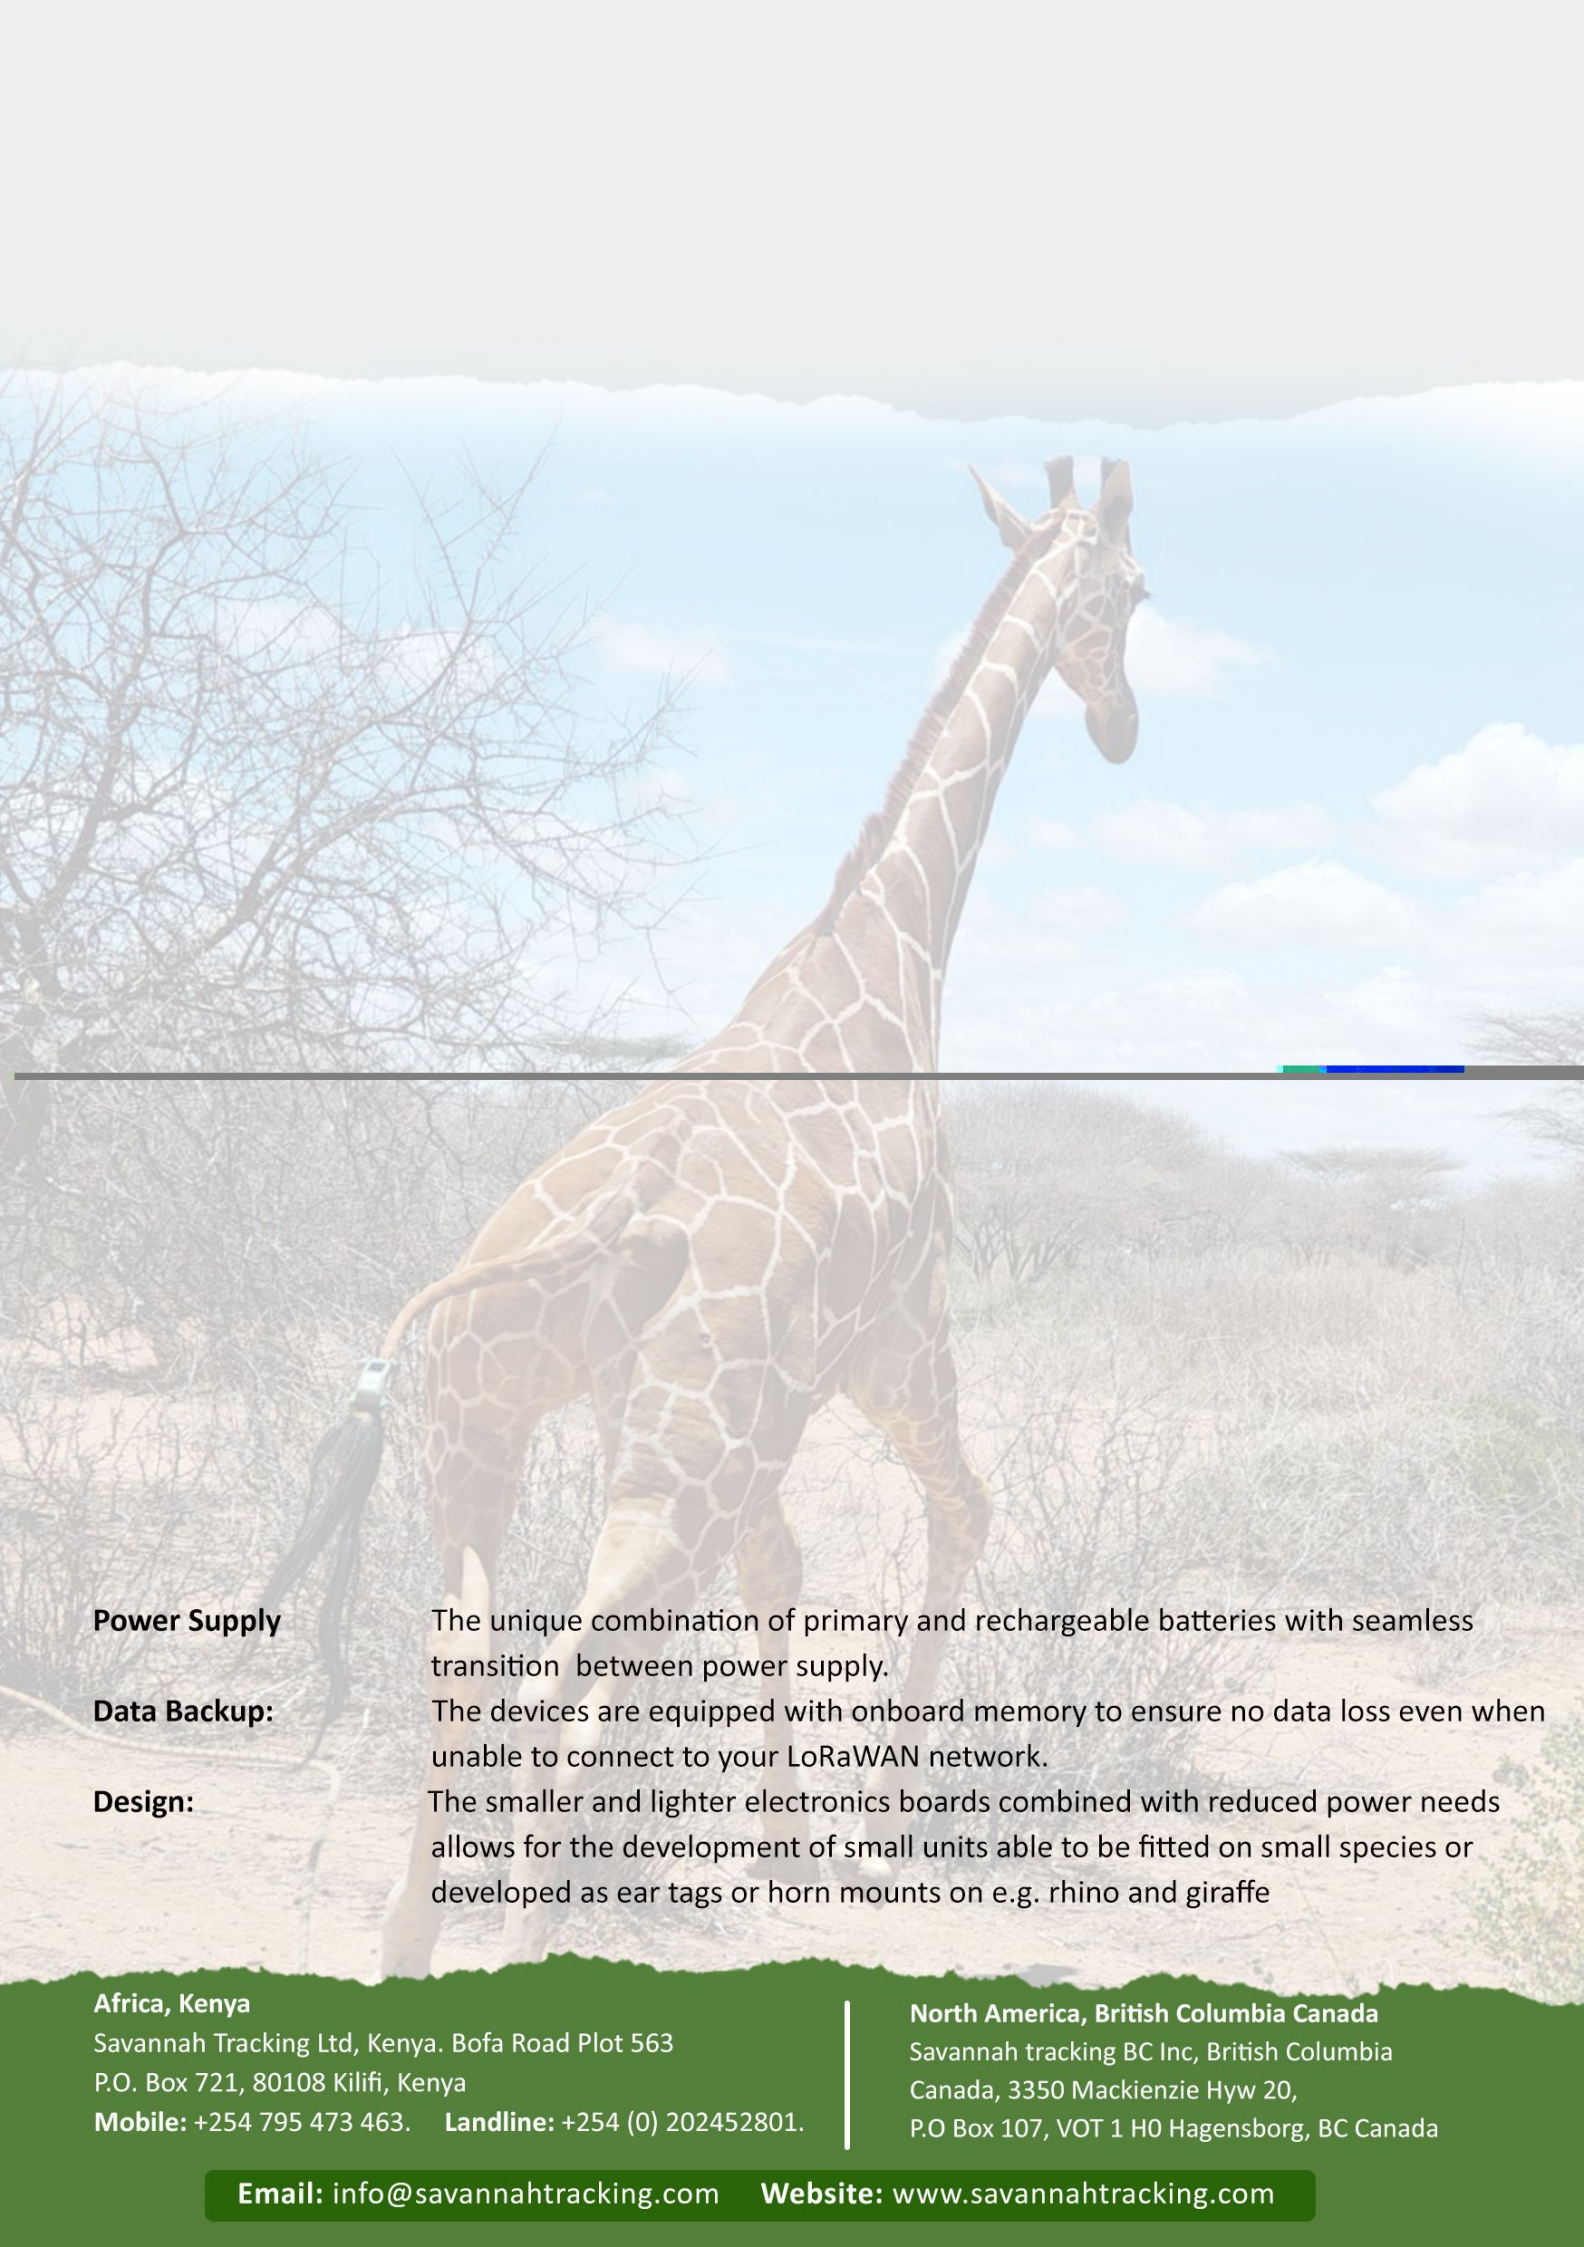 Power Supply The unique combination of primary and rechargeable batteries with seamless
transition between power supply.
Data Backup: The devices are equipped with onboard memory to ensure no data loss even when
unable to connect to your LoRaWAN network.
Design: The smaller and lighter electronics boards combined with reduced power needs
allows for the development of small units able to be fitted on small species or
developed as ear tags or horn mounts on e.g. rhino and giraffe
Africa, Kenya
Savannah Tracking Ltd, Kenya. Bofa Road Plot 563
P.O. Box 721, 80108 Kilifi, Kenya
Mobile: +254 795 473 463. Landline: +254 (0) 202452801.
North America, British Columbia Canada
Savannah tracking BC Inc, British Columbia
Canada, 3350 Mackienzie Hyw 20,
P.O Box 107, VOT 1 H0 Hagensborg, BC Canada
Email: info@savannahtracking.com Website: www.savannahtracking.com